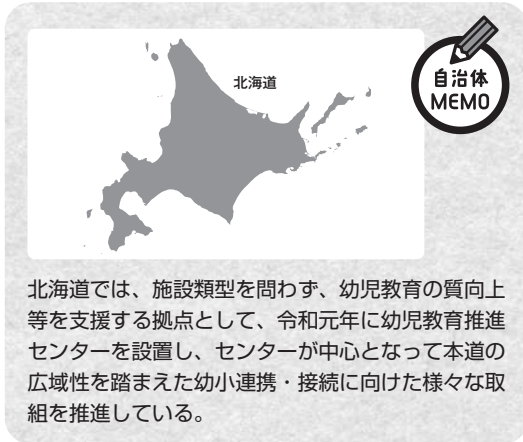 北海道
自治体
MEMO
北海道では、施設類型を問わず、幼児教育の質向上
等を支援する拠点として、令和元年に幼児教育推進
センターを設置し、センターが中心となって本道の
広域性を踏まえた幼小連携・接続に向けた様々な取
組を推進している。